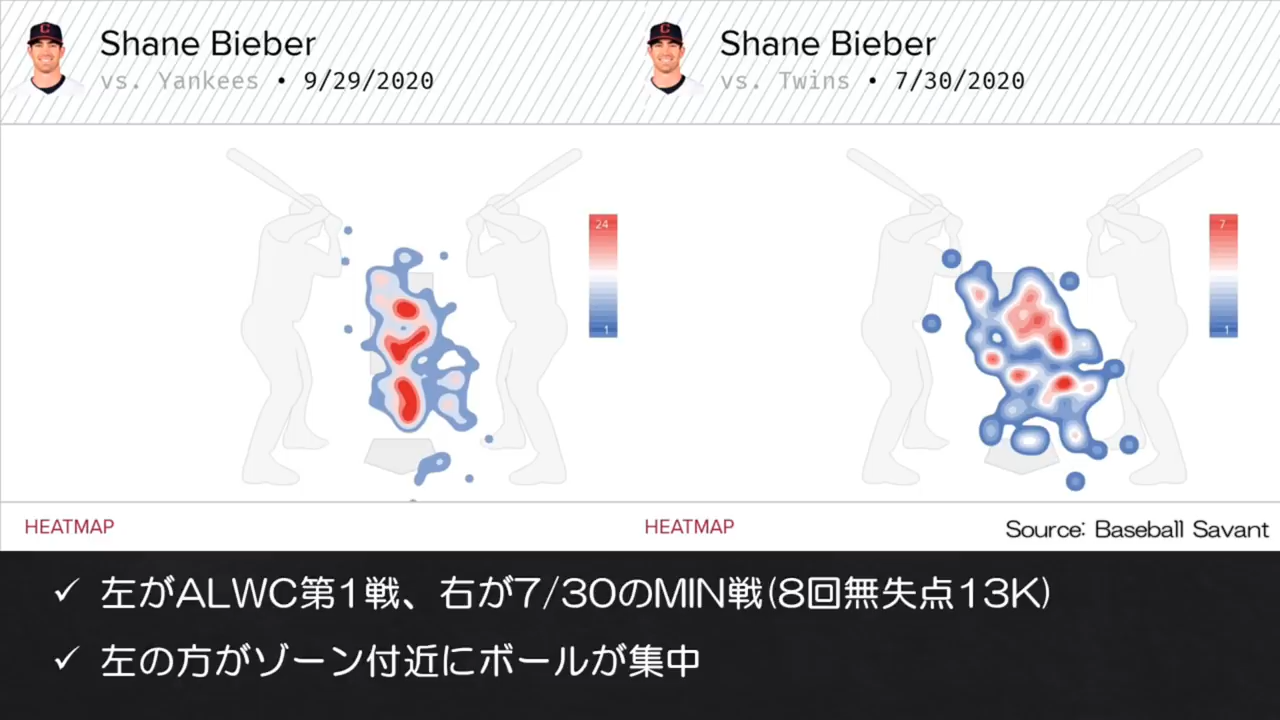 Shane Bieber
vs. Yankees • 9/29/2020
Shane Bieber
vs. Twins • 7/30/2020
24
1
7
1
HEATMAP
HEATMAP
Source: Baseball Savant
✓ 左がALWC第1戦、右が7/30のMIN戦(8回無失点13K)
✓ 左の方がゾーン付近にボールが集中